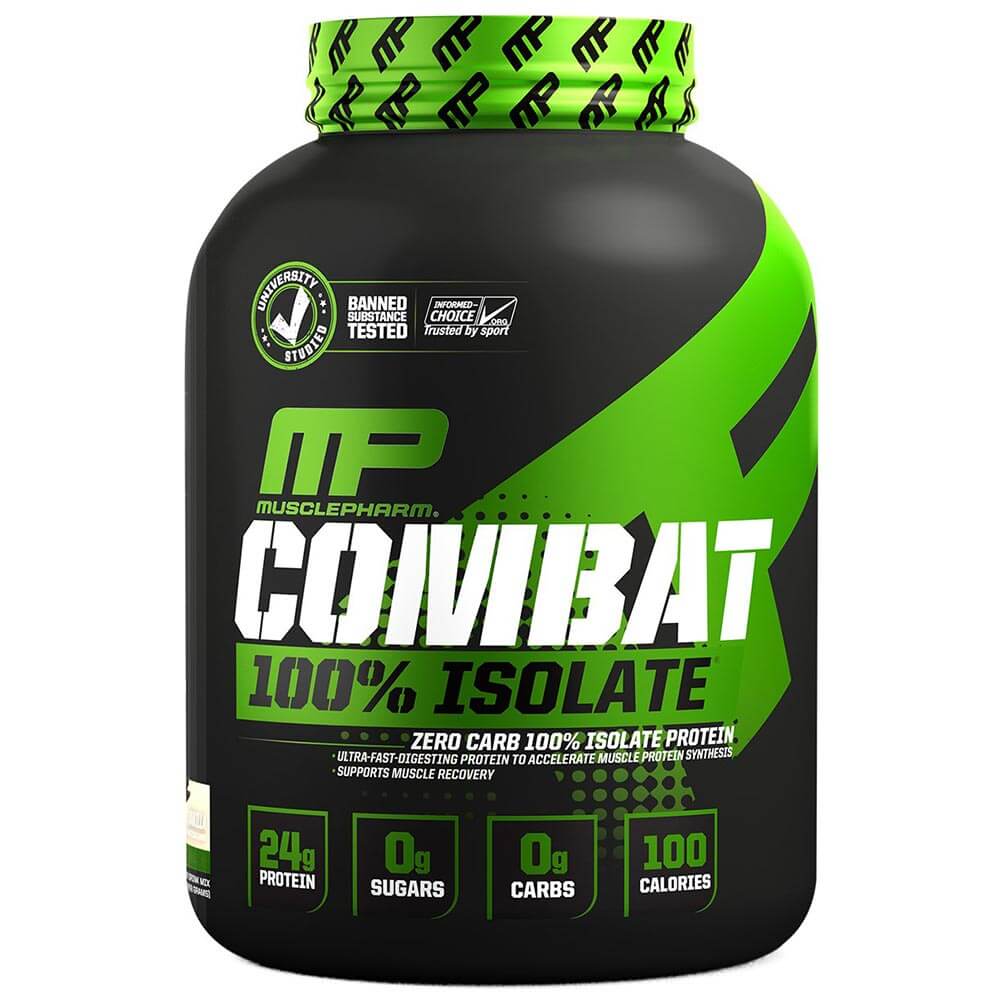 UNIVERSITY
STUDIED
BANNED
SUBSTANCE
TESTED
INFORMED-
CHOICE
.ORG
Trusted by sport
MP
MUSCLEPHARM®
COMBAT
100% ISOLATE
ZERO CARB 100% ISOLATE PROTEIN
• ULTRA-FAST-DIGESTING PROTEIN TO ACCELERATE MUSCLE PROTEIN SYNTHESIS
• SUPPORTS MUSCLE RECOVERY
24g
PROTEIN
0g
SUGARS
0g
CARBS
100
CALORIES